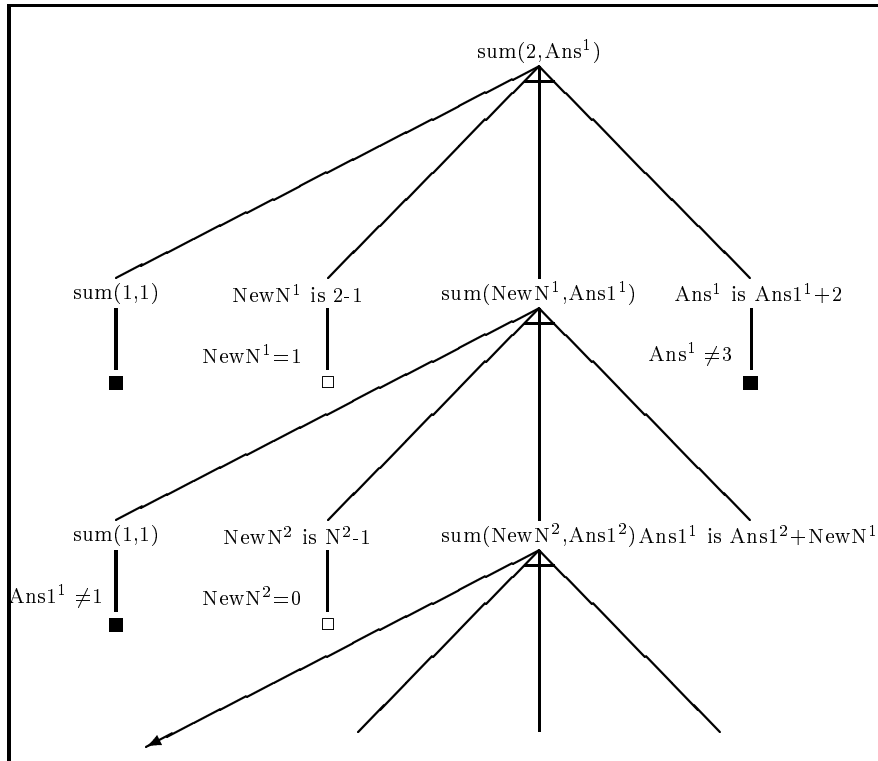 sum(2,Ans¹)
sum(1,1) NewN¹ is 2-1 sum(NewN¹,Ans1¹) Ans¹ is Ans1¹+2
NewN¹=1 Ans¹ ≠3
sum(1,1) NewN² is N²-1 sum(NewN²,Ans1²) Ans1¹ is Ans1²+NewN¹
Ans1¹ ≠1 NewN²=0